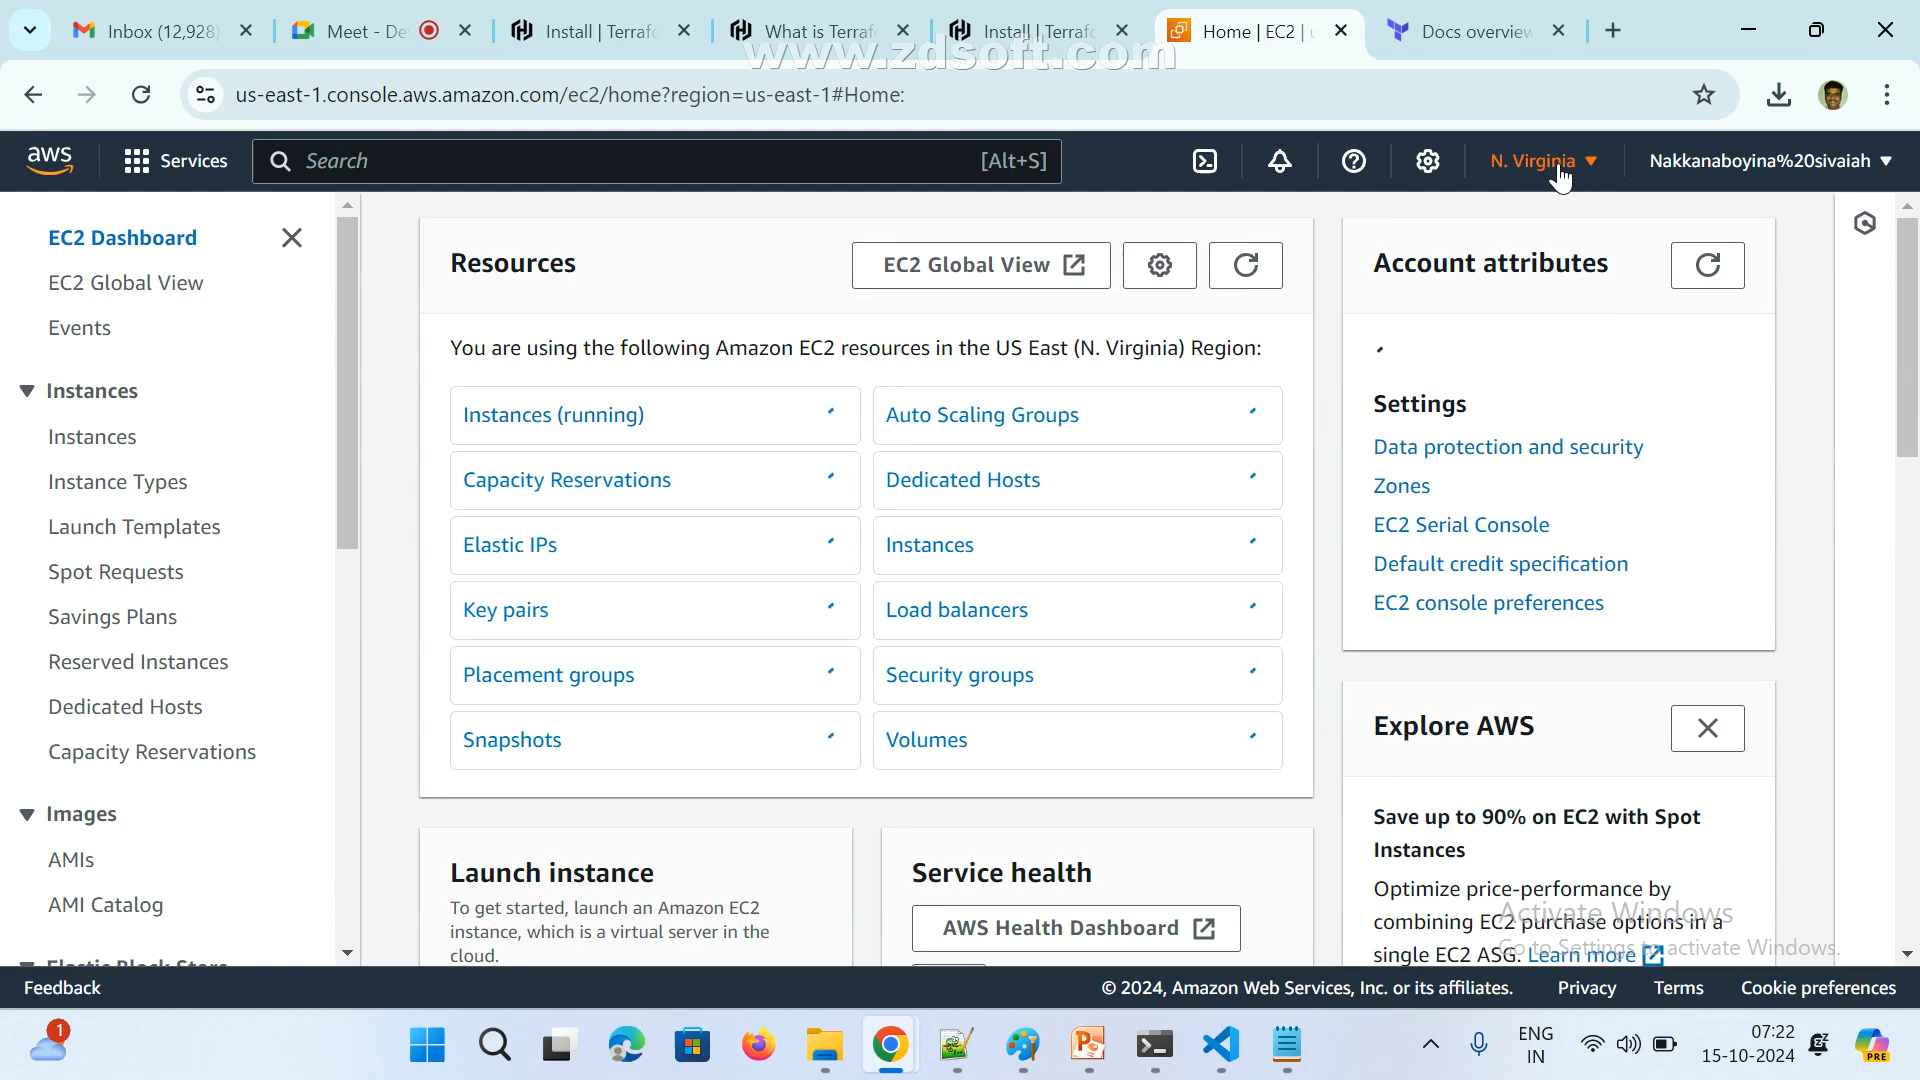 Inbox (12,928)
Meet - De
Install | Terrafo
What is Terraf
Install | Terrafo
Home | EC2 | u
Docs overview
www.zdsoft.com
us-east-1.console.aws.amazon.com/ec2/home?region=us-east-1#Home:
aws
Services
Search
[Alt+S]
N. Virginia
Nakkanaboyina%20sivaiah
EC2 Dashboard
EC2 Global View
Events
Instances
Instances
Instance Types
Launch Templates
Spot Requests
Savings Plans
Reserved Instances
Dedicated Hosts
Capacity Reservations
Images
AMIs
AMI Catalog
Elastic Block Store
Resources
EC2 Global View
You are using the following Amazon EC2 resources in the US East (N. Virginia) Region:
Instances (running)
Auto Scaling Groups
Capacity Reservations
Dedicated Hosts
Elastic IPs
Instances
Key pairs
Load balancers
Placement groups
Security groups
Snapshots
Volumes
Launch instance
To get started, launch an Amazon EC2
instance, which is a virtual server in the
cloud.
Service health
AWS Health Dashboard
Account attributes
Settings
Data protection and security
Zones
EC2 Serial Console
Default credit specification
EC2 console preferences
Explore AWS
Save up to 90% on EC2 with Spot
Instances
Optimize price-performance by
combining EC2 purchase options in a
single EC2 ASG. Learn more
Activate Windows
Go to Settings to activate Windows.
Feedback
© 2024, Amazon Web Services, Inc. or its affiliates.
Privacy
Terms
Cookie preferences
1
ENG
IN
07:22
15-10-2024
PRE